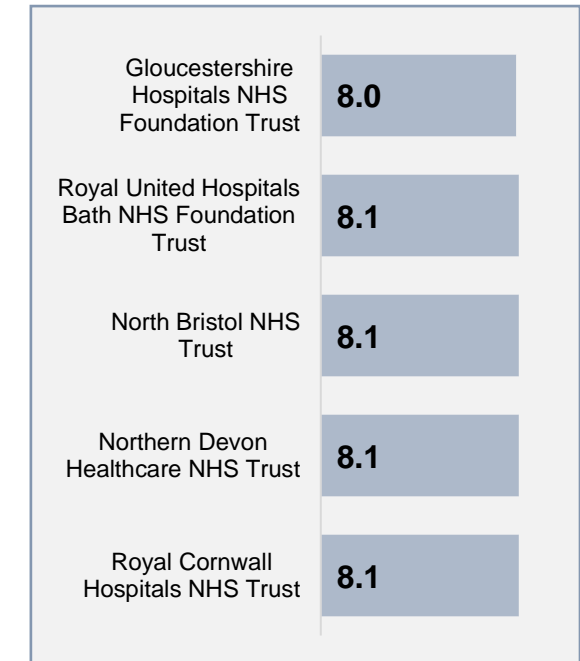 Gloucestershire
Hospitals NHS
Foundation Trust
8.0
Royal United Hospitals
Bath NHS Foundation
Trust
8.1
North Bristol NHS
Trust
8.1
Northern Devon
Healthcare NHS Trust
8.1
Royal Cornwall
Hospitals NHS Trust
8.1